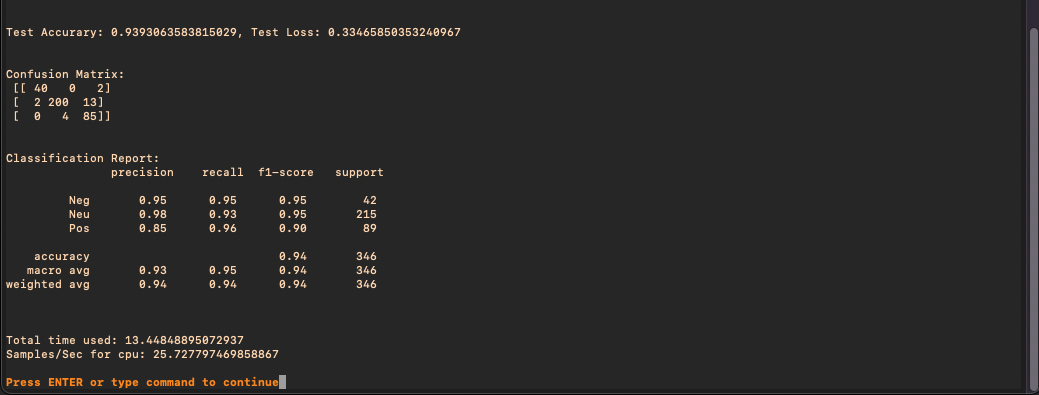 Test Accurary: 0.9393063583815029, Test Loss: 0.33465850353240967
Confusion Matrix:
[[ 40   0   2]
[  2 200  13]
[  0   4  85]]
Classification Report:
precision    recall  f1-score   support
Neg       0.95      0.95      0.95        42
Neu       0.98      0.93      0.95       215
Pos       0.85      0.96      0.90        89
accuracy                           0.94       346
macro avg       0.93      0.95      0.94       346
weighted avg       0.94      0.94      0.94       346
Total time used: 13.44848895072937
Samples/Sec for cpu: 25.727797469858867
Press ENTER or type command to continue